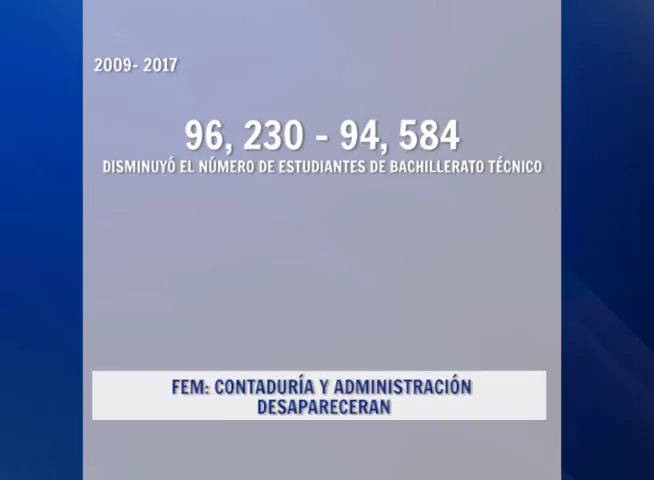 2009- 2017
96, 230 - 94, 584
DISMINUYÓ EL NÚMERO DE ESTUDIANTES DE BACHILLERATO TÉCNICO
FEM: CONTADURÍA Y ADMINISTRACIÓN
DESAPARECERAN